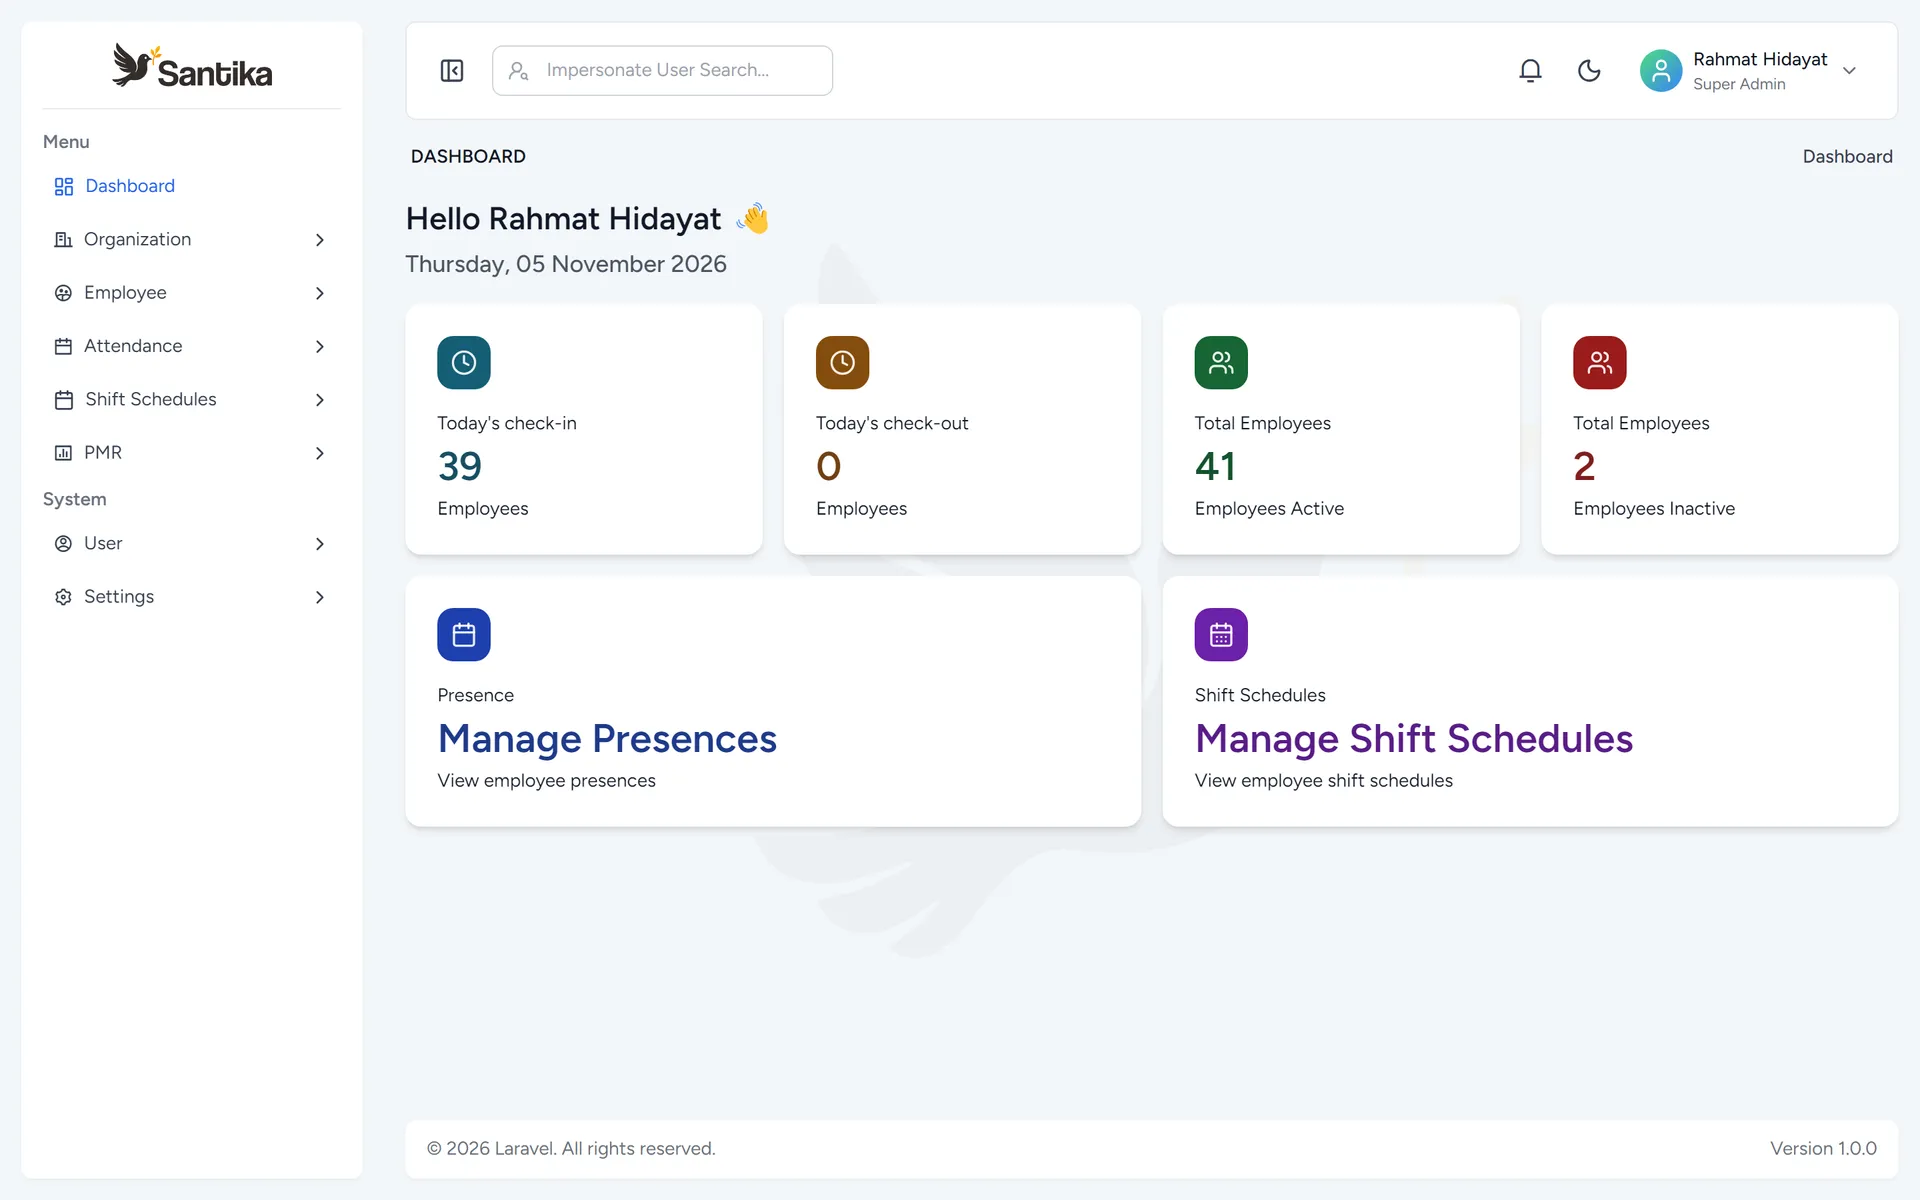 Santika
Menu
Dashboard
Organization
Employee
Attendance
Shift Schedules
PMR
System
User
Settings
Impersonate User Search...
Rahmat Hidayat
Super Admin
DASHBOARD
Dashboard
Hello Rahmat Hidayat 👋
Thursday, 05 November 2026
Today's check-in
39
Employees
Today's check-out
0
Employees
Total Employees
41
Employees Active
Total Employees
2
Employees Inactive
Presence
Manage Presences
View employee presences
Shift Schedules
Manage Shift Schedules
View employee shift schedules
© 2026 Laravel. All rights reserved.
Version 1.0.0